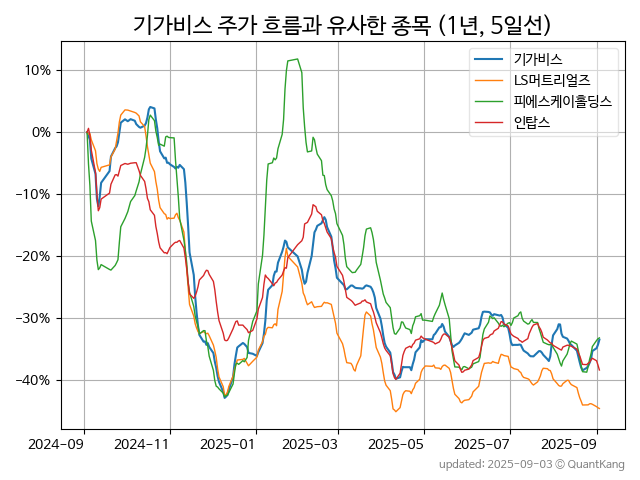 기가비스 주가 흐름과 유사한 종목 (1년, 5일선)
기가비스
LS머트리얼즈
피에스케이홀딩스
인탑스
10%
0%
−10%
−20%
−30%
−40%
2024-09
2024-11
2025-01
2025-03
2025-05
2025-07
2025-09
updated: 2025-09-03 © QuantKang